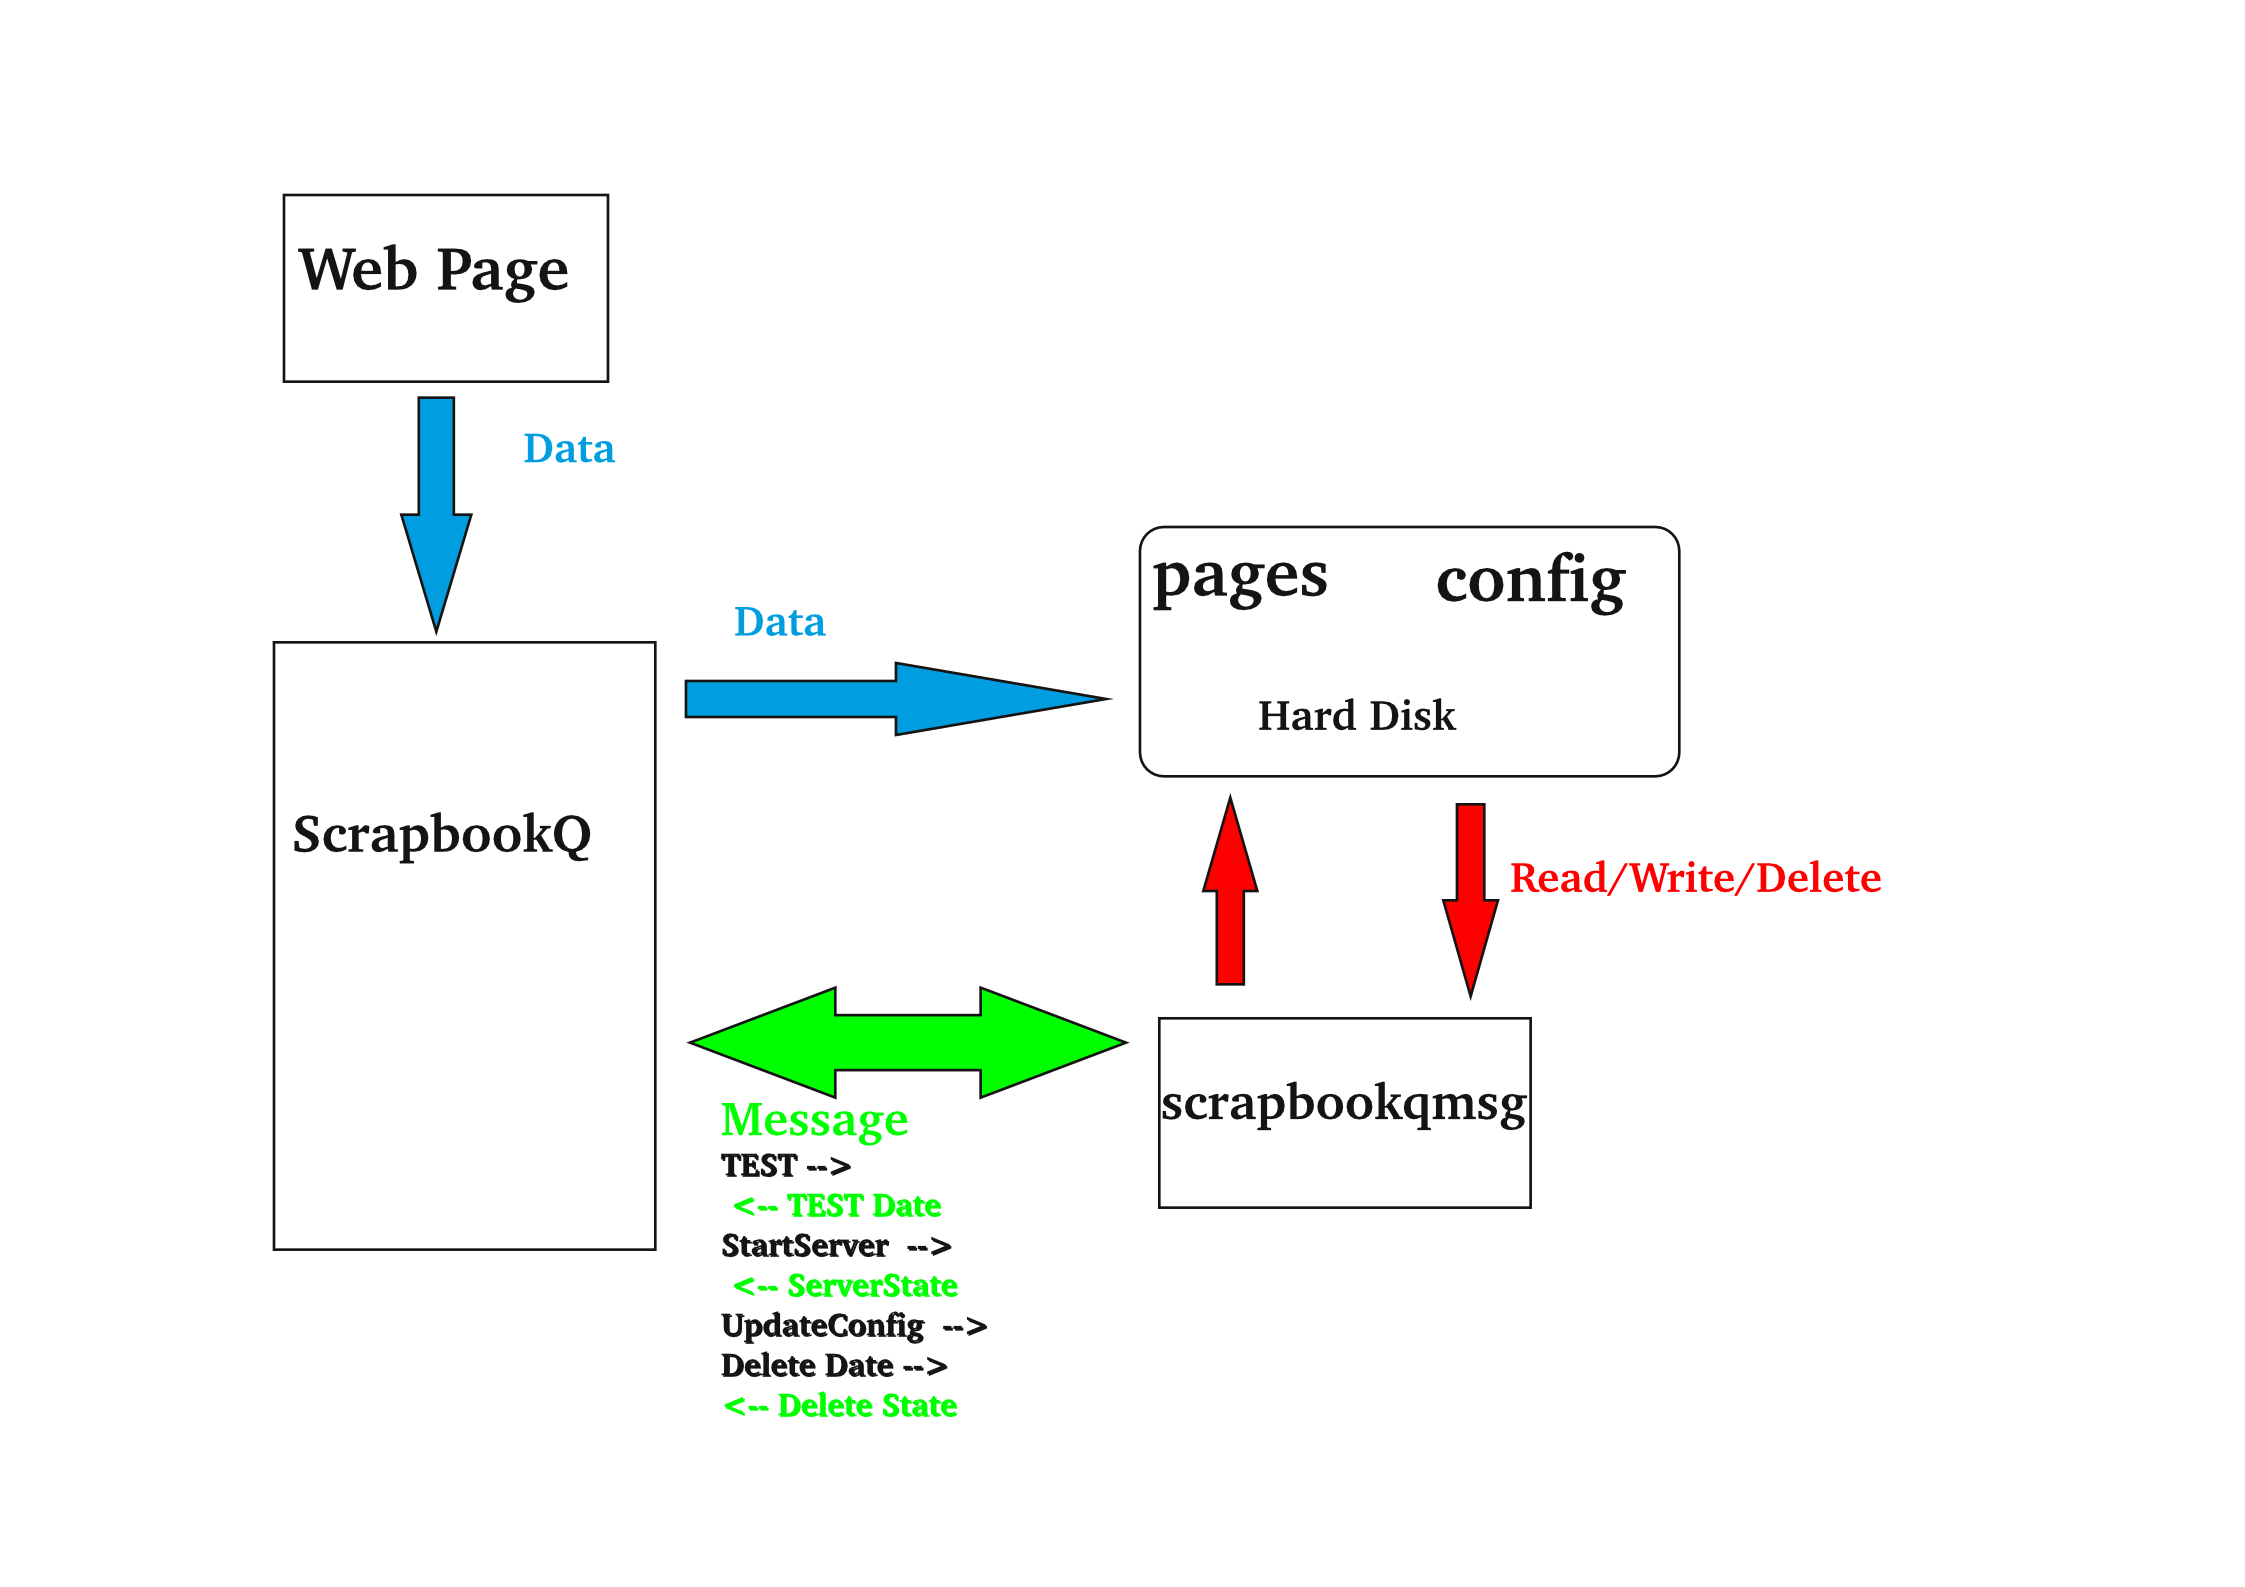 Web Page
Data
Data
pages config
Hard Disk
ScrapbookQ
Read/Write/Delete
scrapbookqmsg
Message
TEST -->
<-- TEST Date
StartServer -->
<-- ServerState
UpdateConfig -->
Delete Date -->
<-- Delete State